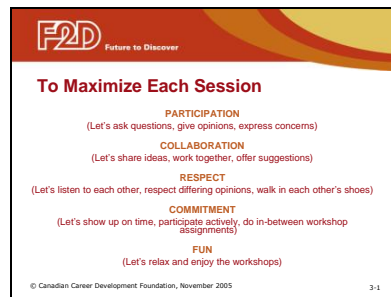 F2D Future to Discover
To Maximize Each Session
PARTICIPATION
(Let's ask questions, give opinions, express concerns)
COLLABORATION
(Let's share ideas, work together, offer suggestions)
RESPECT
(Let's listen to each other, respect differing opinions, walk in each other's shoes)
COMMITMENT
(Let's show up on time, participate actively, do in-between workshop
assignments)
FUN
(Let's relax and enjoy the workshops)
© Canadian Career Development Foundation, November 2005 3-1